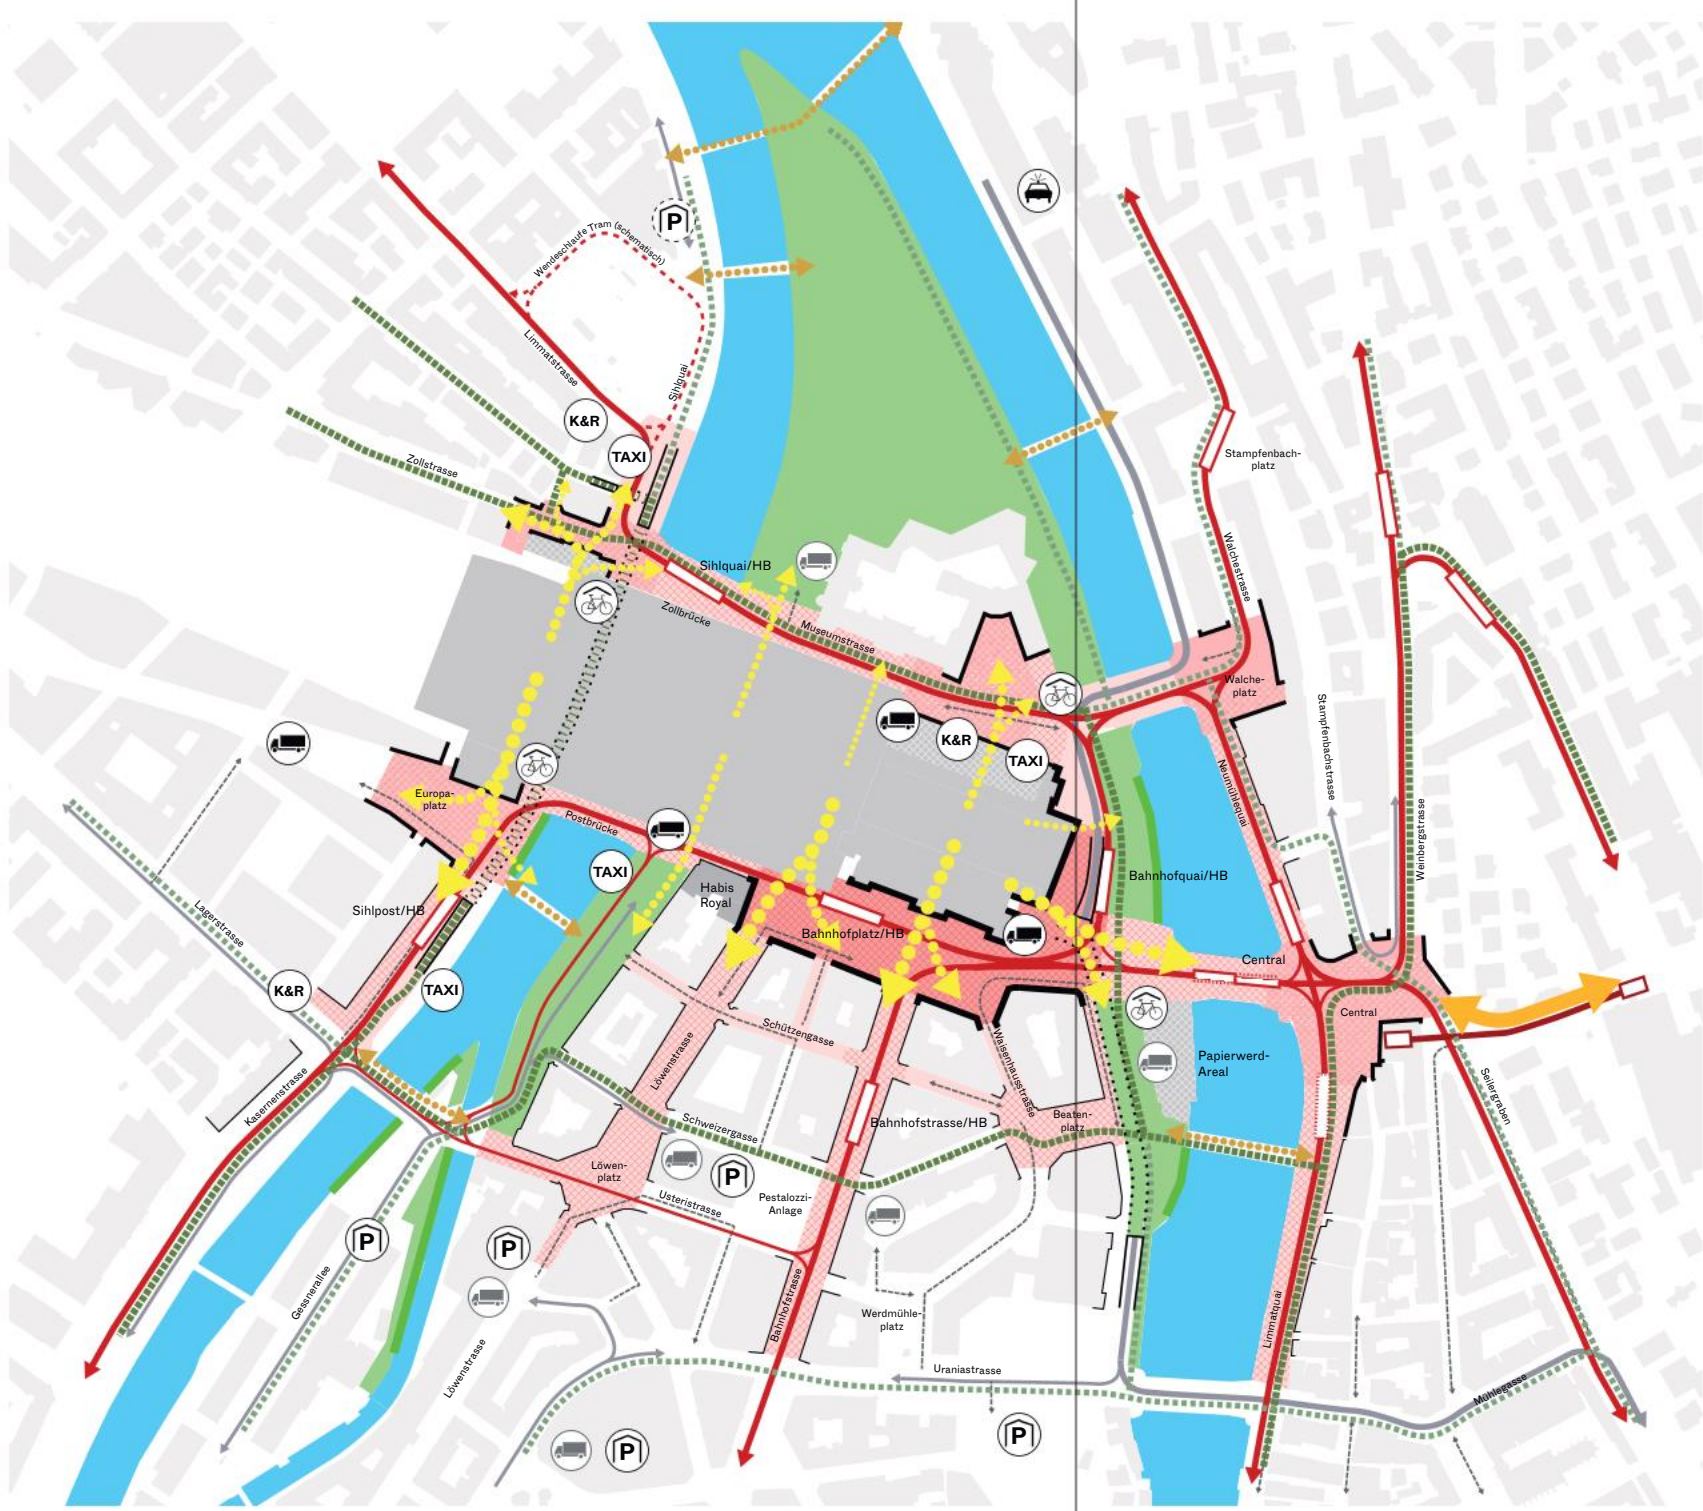 P
Wendeschlaufe Tram (schematisch)
Limmatstrasse
Sihlquai
K&R
TAXI
Zollstrasse
Stampfenbach-
platz
Walchestrasse
Sihlquai/HB
Zollbrücke
Museumstrasse
Walche-
platz
K&R
TAXI
Stampfenbachstrasse
Neumühlequai
Weinbergstrasse
Europa-
platz
Postbrücke
TAXI
Habis
Royal
Bahnhofquai/HB
Sihlpost/HB
Lagerstrasse
Bahnhofplatz/HB
Central
K&R
TAXI
Central
Schützengasse
Löwenstrasse
Waisenhausstrasse
Papierwerd-
Areal
Kasernenstrasse
Seilergraben
Schweizergasse
Bahnhofstrasse/HB
Beaten-
platz
Löwen-
platz
P
Usteristrasse
Pestalozzi-
Anlage
P
P
Gessnerallee
Bahnhofstrasse
Werdmühle-
platz
Limmatquai
Löwenstrasse
Uraniastrasse
Mühlegasse
P
P